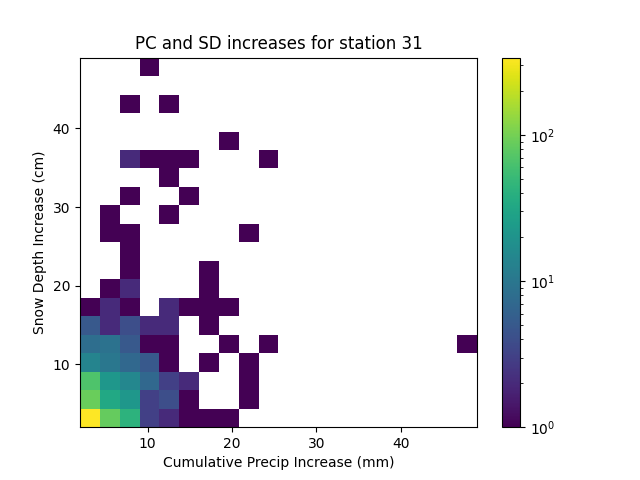 PC and SD increases for station 31
Snow Depth Increase (cm)
40
30
20
10
10 20 30 40
Cumulative Precip Increase (mm)
10²
10¹
10⁰